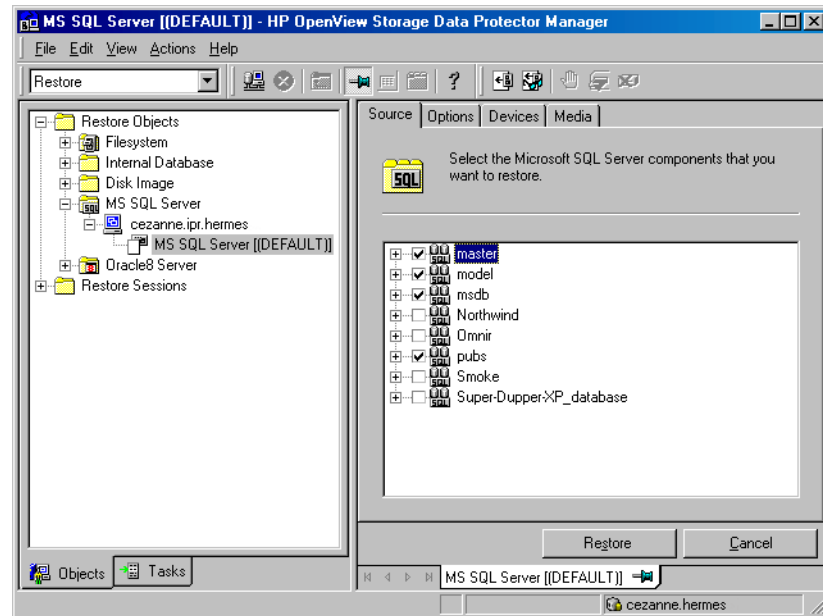 MS SQL Server [(DEFAULT)] - HP OpenView Storage Data Protector Manager
File Edit View Actions Help
Restore
Restore Objects
Filesystem
Internal Database
Disk Image
MS SQL Server
cezanne.ipr.hermes
MS SQL Server [(DEFAULT)]
Oracle8 Server
Restore Sessions
Objects Tasks
Source Options Devices Media
SQL
Select the Microsoft SQL Server components that you
want to restore.
master
model
msdb
Northwind
Omnir
pubs
Smoke
Super-Dupper-XP_database
Restore Cancel
MS SQL Server [(DEFAULT)]
cezanne.hermes